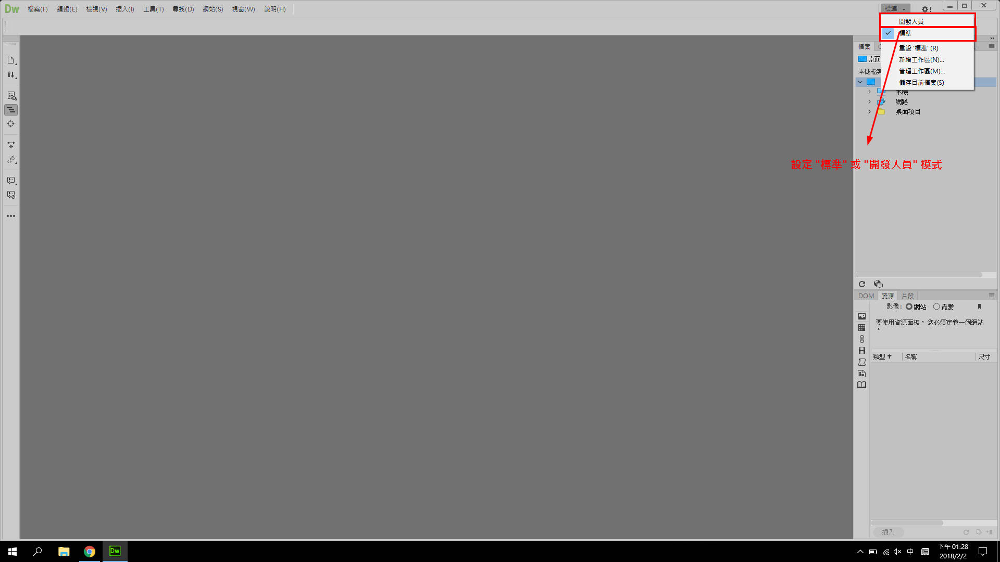 Dw 檔案(F) 編輯(E) 檢視(V) 插入(I) 工具(T) 尋找(D) 網站(S) 視窗(W) 說明(H) 標準
開發人員
標準
重設 '標準' (R)
新增工作區(N)...
管理工作區(M)...
儲存目前檔案(S)
檔案
桌面
本機檔案
本機
網路
桌面項目
設定 "標準" 或 "開發人員" 模式
DOM 資源 片段
影像: 網站 最愛
要使用資源面板，您必須定義一個網站
。
類型 名稱 尺寸
插入
Dw 中 下午 01:28
2018/2/2